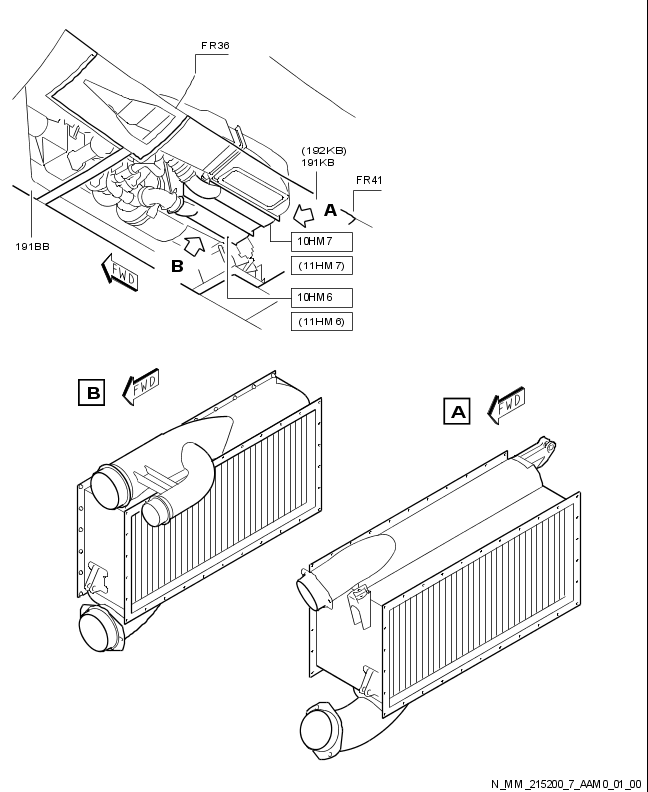 FR36
(192KB)
191KB
FR41
A
10HM7
191BB
B
(11HM7)
FWD
10HM6
(11HM6)
B
FWD
A
FWD
N_MM_215200_7_AAM0_01_00